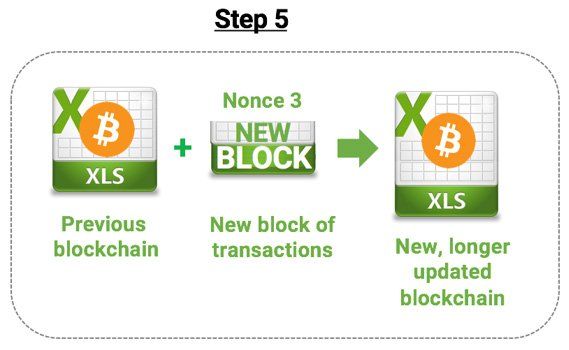 Step 5
X
₿
XLS
Previous
blockchain
+
Nonce 3
NEW
BLOCK
New block of
transactions
X
₿
XLS
New, longer
updated
blockchain